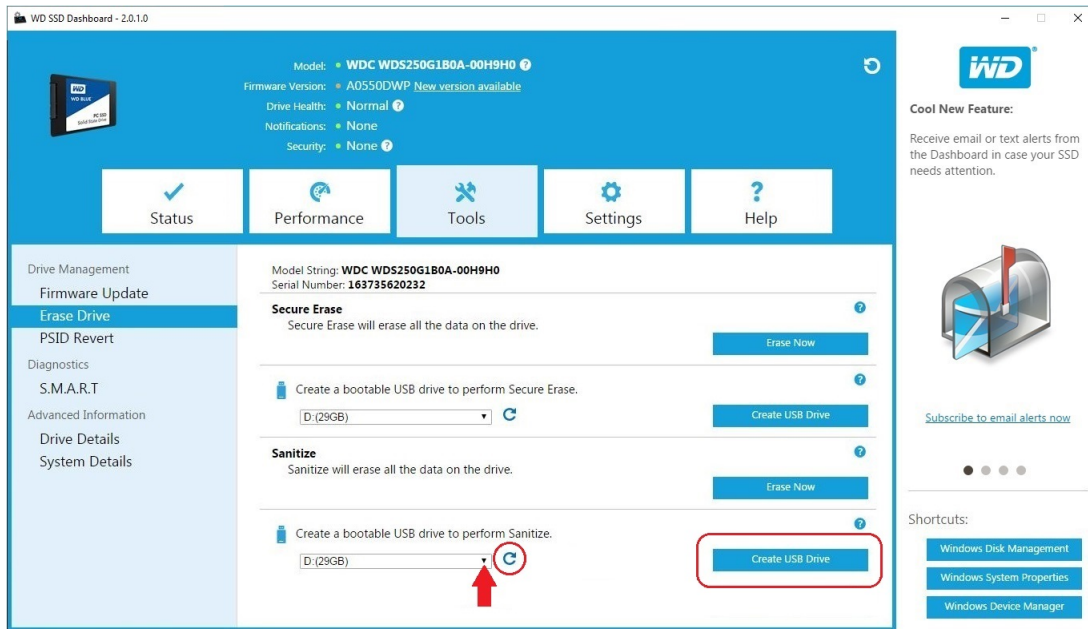 WD SSD Dashboard - 2.0.1.0
Model: WDC WDS250G1B0A-00H9H0
Firmware Version: A0550DWP New version available
Drive Health: Normal
Notifications: None
Security: None
Status
Performance
Tools
Settings
Help
Drive Management
Firmware Update
Erase Drive
PSID Revert
Diagnostics
S.M.A.R.T
Advanced Information
Drive Details
System Details
Model String: WDC WDS250G1B0A-00H9H0
Serial Number: 163735620232
Secure Erase
Secure Erase will erase all the data on the drive.
Erase Now
Create a bootable USB drive to perform Secure Erase.
D:(29GB)
Create USB Drive
Sanitize
Sanitize will erase all the data on the drive.
Erase Now
Create a bootable USB drive to perform Sanitize.
D:(29GB)
Create USB Drive
WD
Cool New Feature:
Receive email or text alerts from
the Dashboard in case your SSD
needs attention.
Subscribe to email alerts now
Shortcuts:
Windows Disk Management
Windows System Properties
Windows Device Manager
WD
WD BLUE
PC SSD